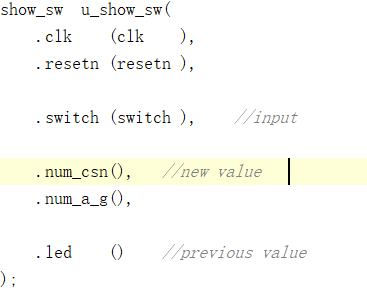 show_sw  u_show_sw(
    .clk    (clk    ),
    .resetn (resetn ),
    .switch (switch ),    //input
    .num_csn(),   //new value
    .num_a_g(),
    .led    ()    //previous value
);